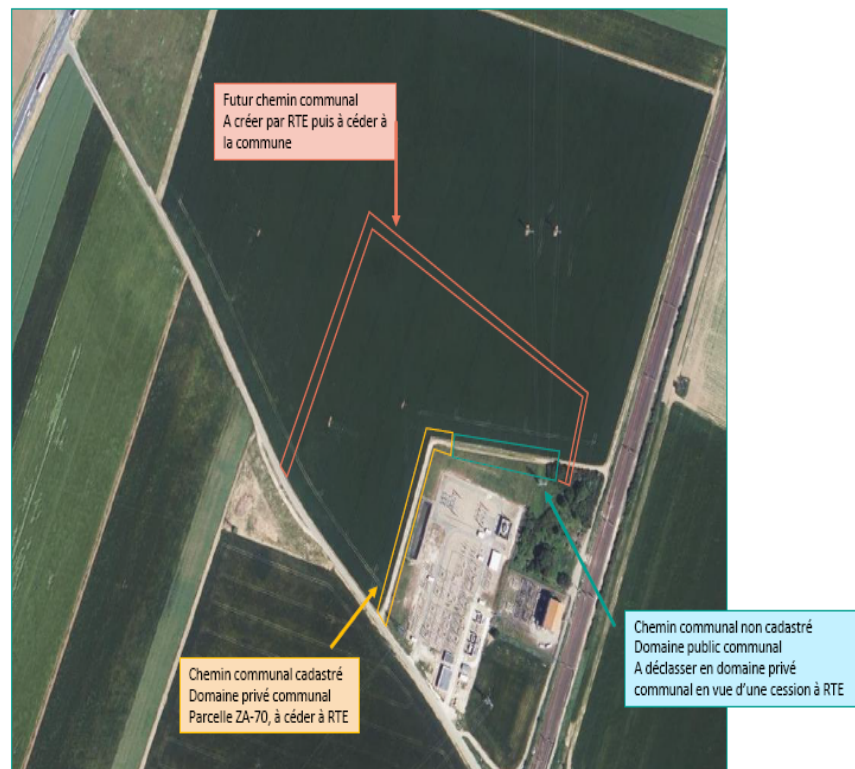 Futur chemin communal
A créer par RTE puis à céder à
la commune
Chemin communal cadastré
Domaine privé communal
Parcelle ZA-70, à céder à RTE
Chemin communal non cadastré
Domaine public communal
A déclasser en domaine privé
communal en vue d'une cession à RTE